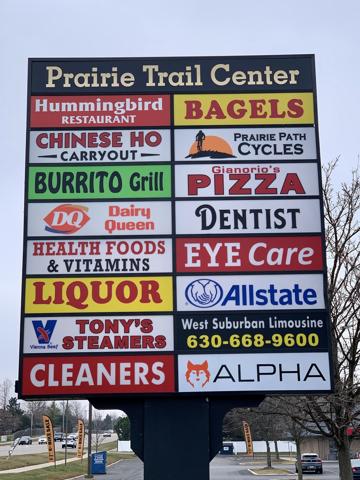 Prairie Trail Center
Hummingbird
RESTAURANT
BAGELS
CHINESE HO
CARRYOUT
PRAIRIE PATH
CYCLES
BURRITO Grill
Gianorio's
PIZZA
DQ
Dairy
Queen
DENTIST
HEALTH FOODS
& VITAMINS
EYE Care
LIQUOR
Allstate
V
Vienna Beef
TONY'S
STEAMERS
West Suburban Limousine
630-668-9600
CLEANERS
ALPHA